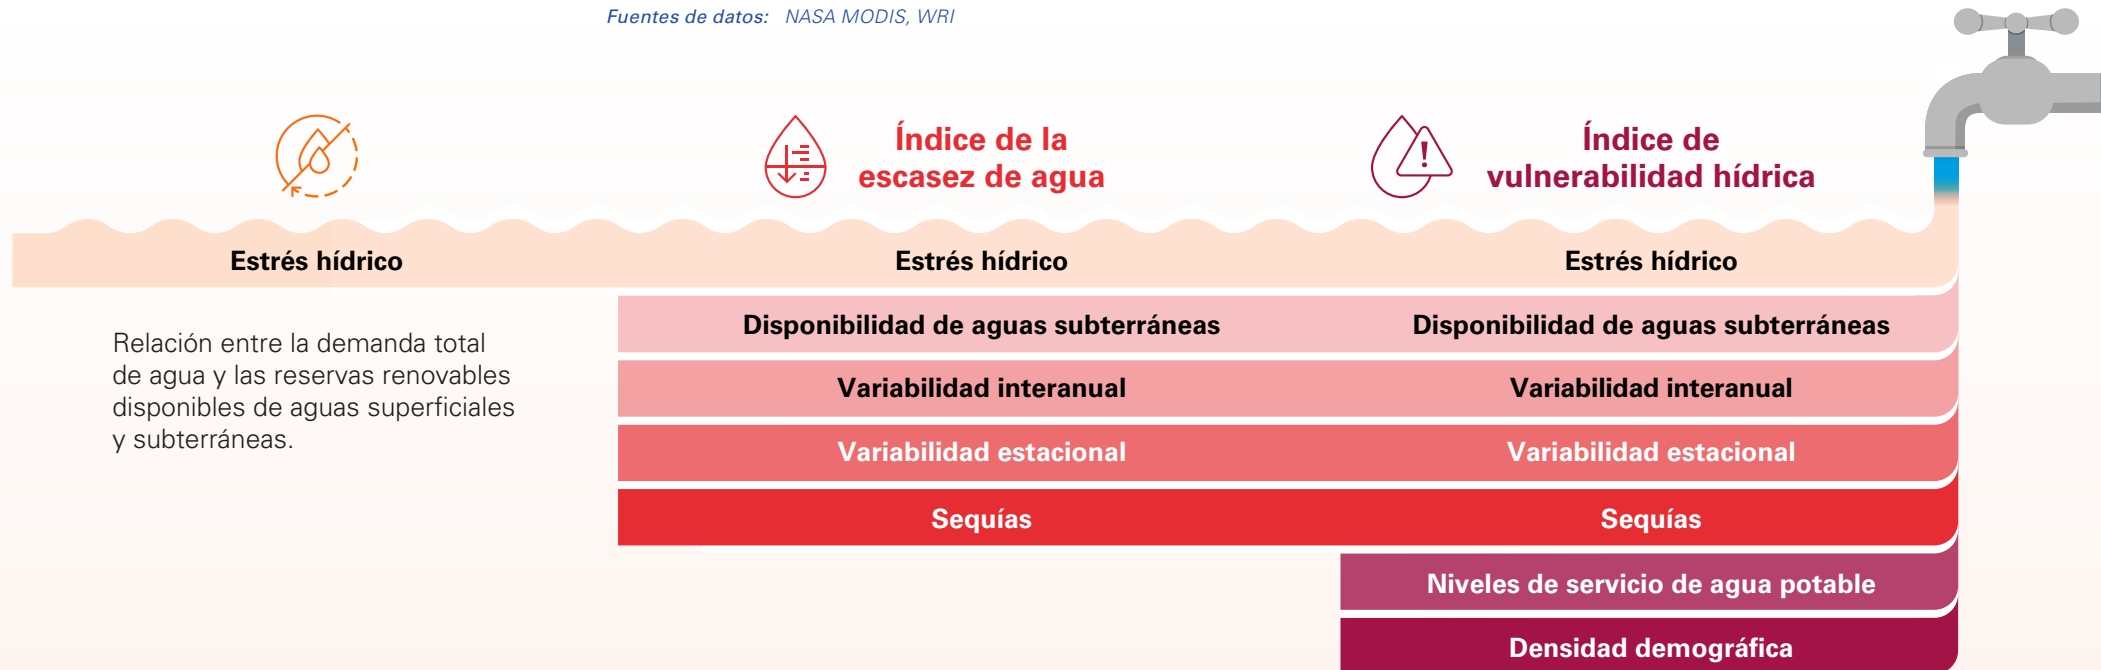 Fuentes de datos: NASA MODIS, WRI
Índice de la
escasez de agua
Índice de
vulnerabilidad hídrica
Estrés hídrico
Estrés hídrico
Estrés hídrico
Relación entre la demanda total
de agua y las reservas renovables
disponibles de aguas superficiales
y subterráneas.
Disponibilidad de aguas subterráneas
Disponibilidad de aguas subterráneas
Variabilidad interanual
Variabilidad interanual
Variabilidad estacional
Variabilidad estacional
Sequías
Sequías
Niveles de servicio de agua potable
Densidad demográfica